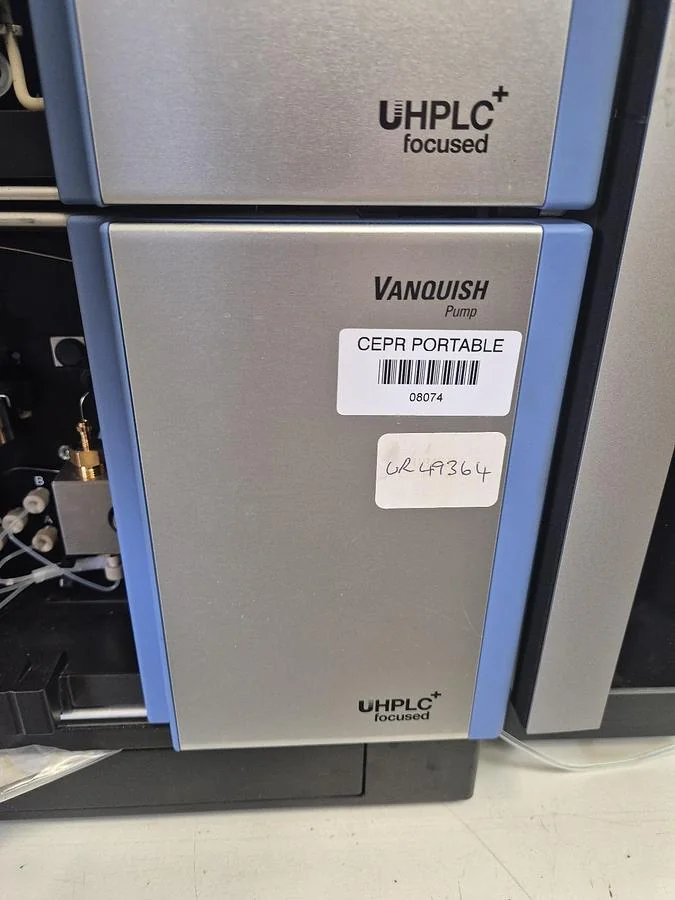 UHPLC+
focused
VANQUISH
Pump
CEPR PORTABLE
08074
GR49364
B
A
UHPLC+
focused